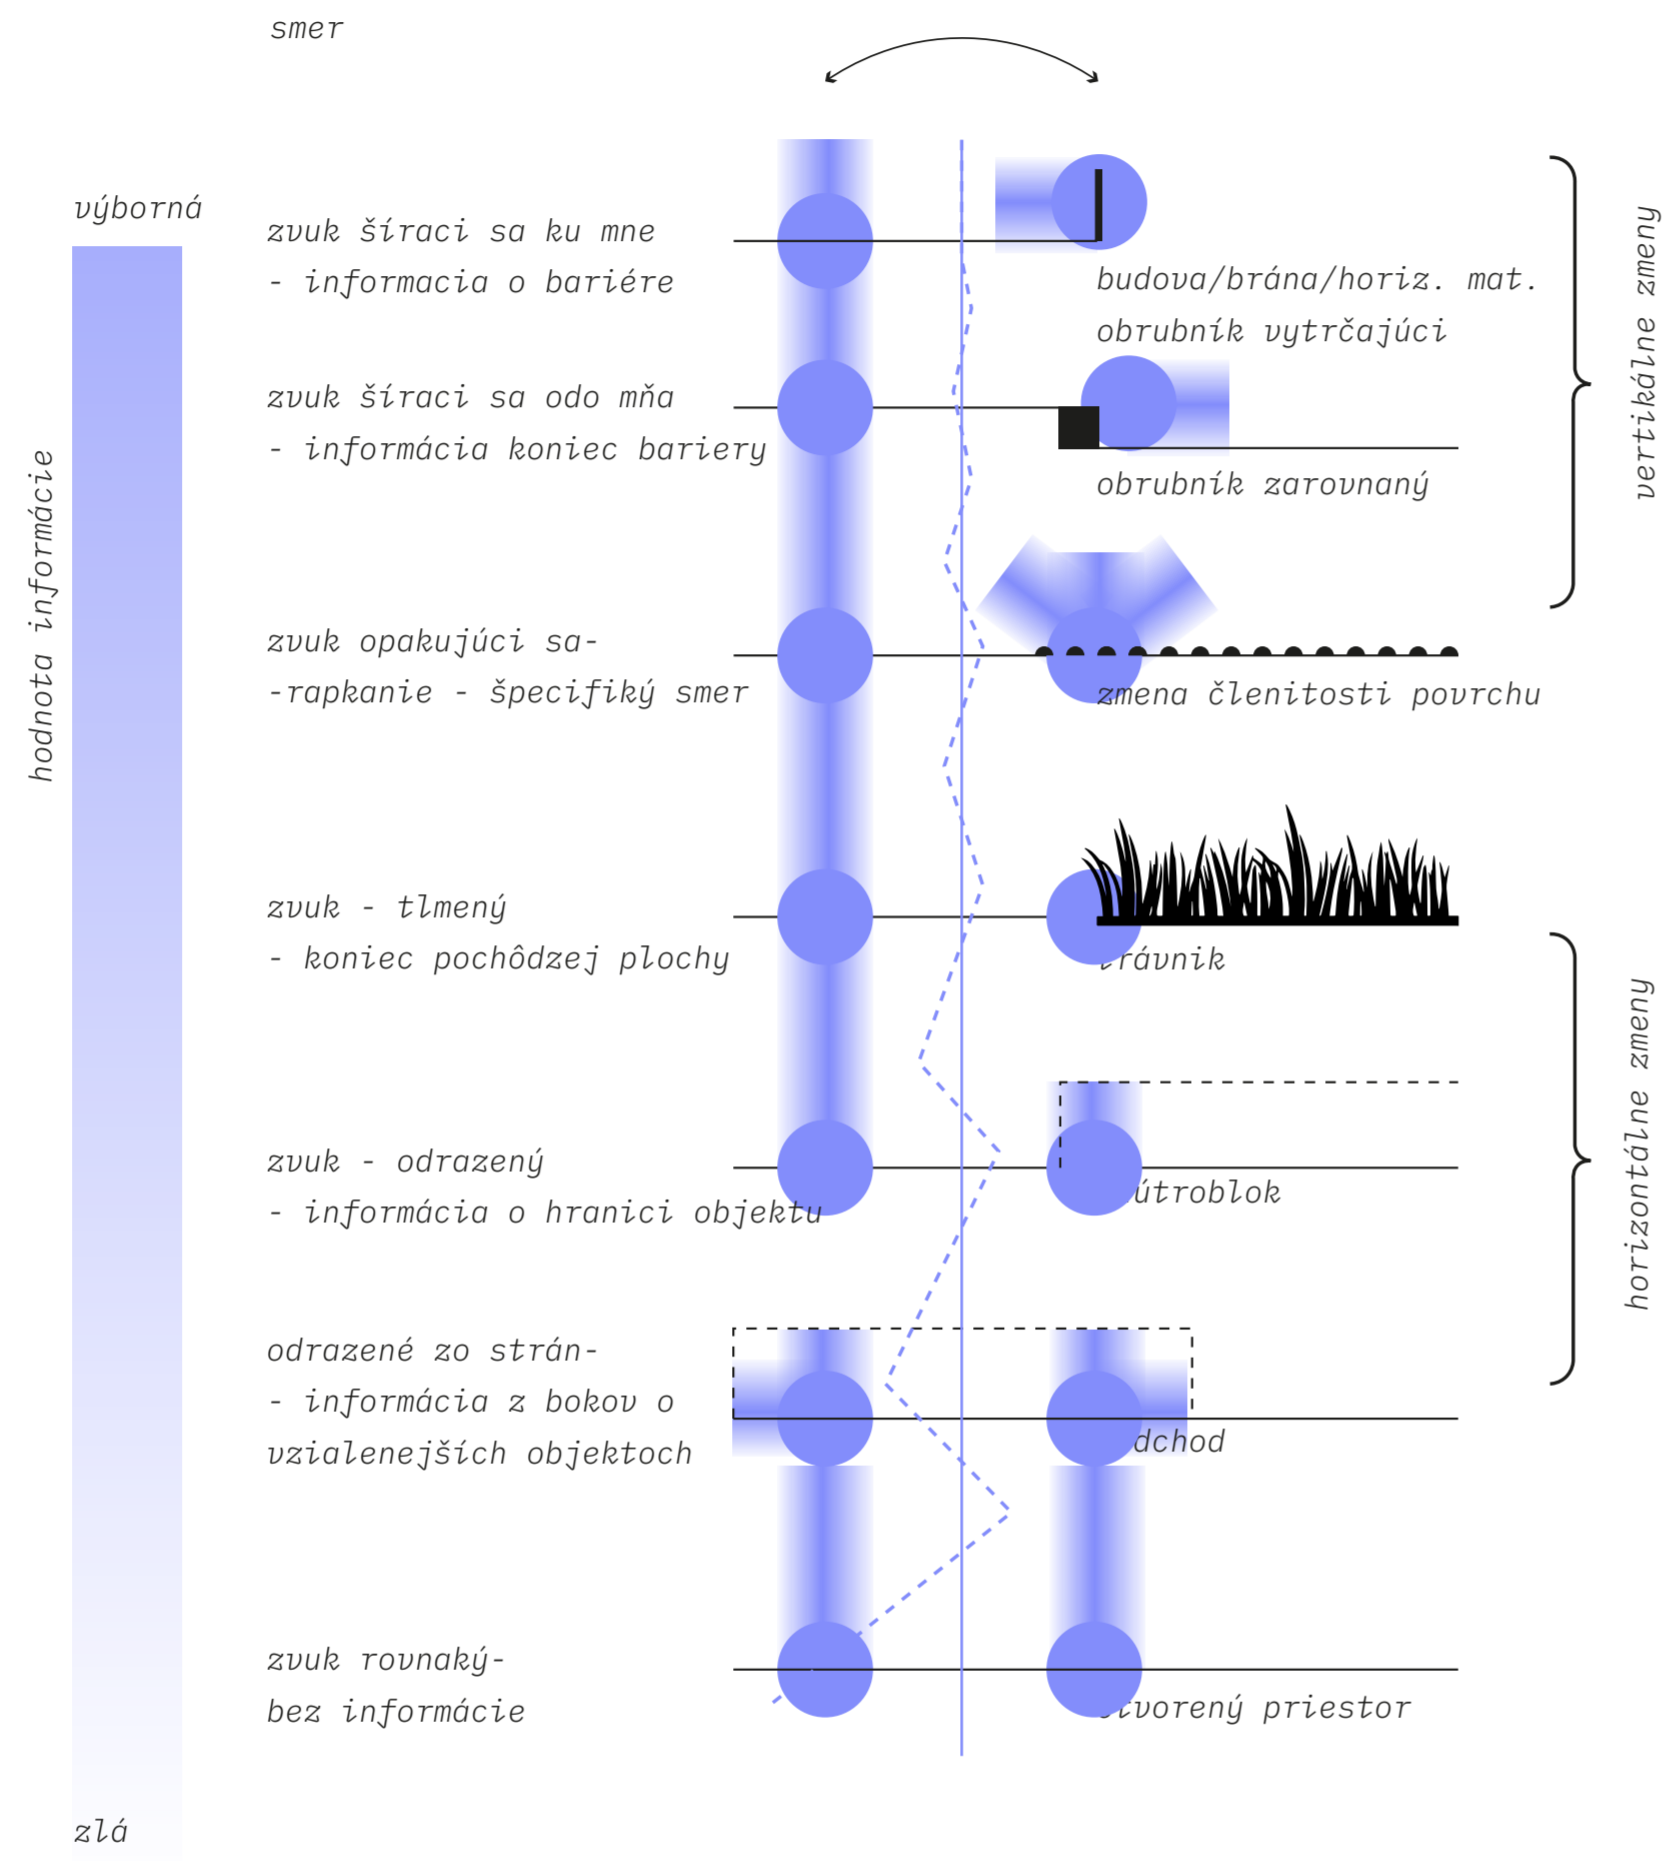 smer
výborná
hodnota informácie
zlá
zvuk šíraci sa ku mne
- informacia o bariére
budova/brána/horiz. mat.
obrubník vytrčajúci
zvuk šíraci sa odo mňa
- informácia koniec bariery
obrubník zarovnaný
vertikálne zmeny
zvuk opakujúci sa-
-rapkanie - špecifiký smer
zmena členitosti povrchu
zvuk - tlmený
- koniec pochôdzej plochy
trávnik
zvuk - odrazený
- informácia o hranici objektu
horizontálne zmeny
odrazené zo strán-
- informácia z bokov o
vzialenejších objektoch
zvuk rovnaký-
bez informácie
otvorený priestor